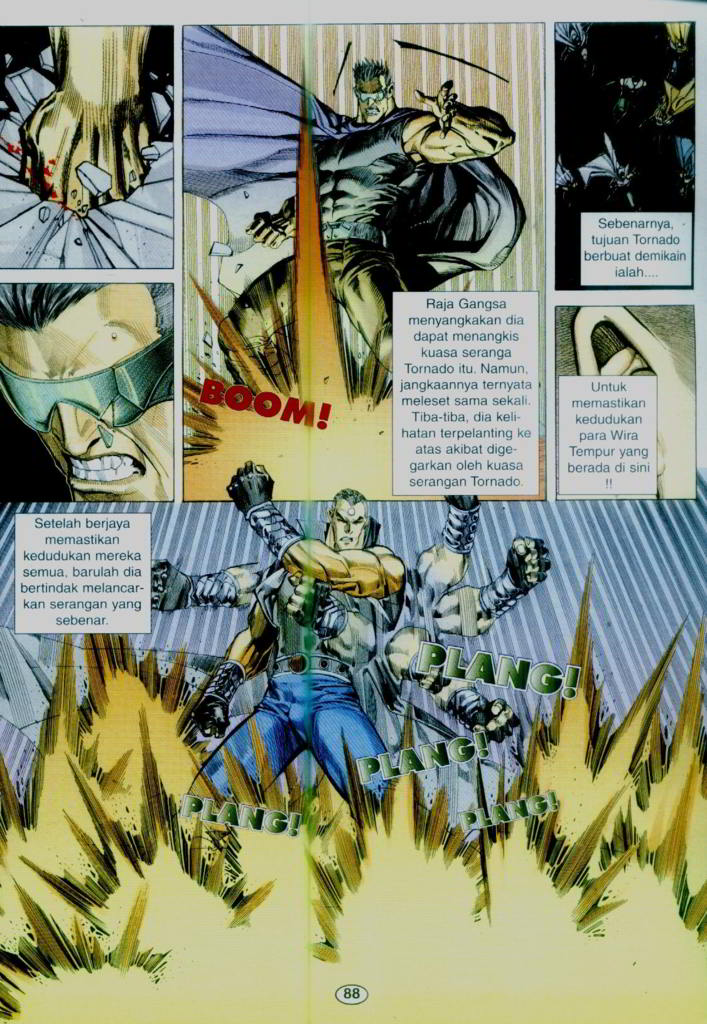 Sebenarnya,
tujuan Tornado
berbuat demikain
ialah....
Raja Gangsa
menyangkakan dia
dapat menangkis
kuasa seranga
Tornado itu. Namun,
jangkaannya ternyata
meleset sama sekali.
Tiba-tiba, dia keli-
hatan terpelanting ke
atas akibat dige-
garkan oleh kuasa
serangan Tornado.
BOOM!
Untuk
memastikan
kedudukan
para Wira
Tempur yang
berada di sini
!!
Setelah berjaya
memastikan
kedudukan mereka
semua, barulah dia
bertindak melancar-
kan serangan yang
sebenar.
PLANG!
PLANG!
PLANG!
PLANG!
88